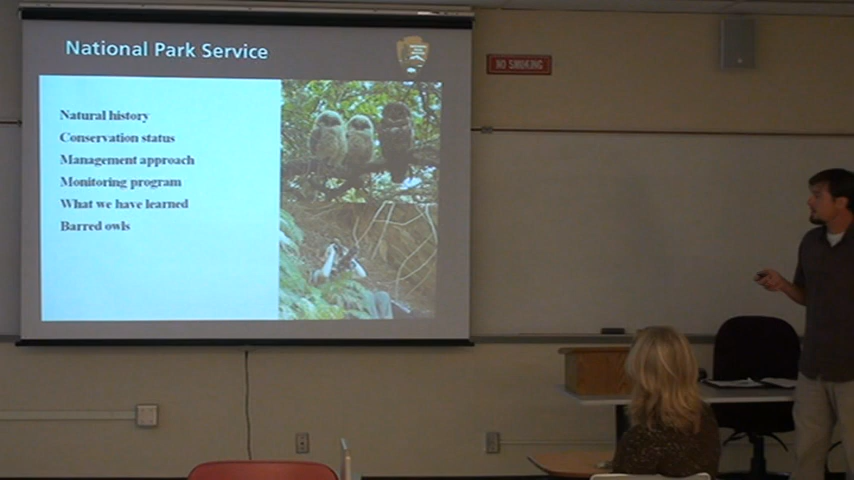 National Park Service
NO SMOKING
Natural history
Conservation status
Management approach
Monitoring program
What we have learned
Barred owls